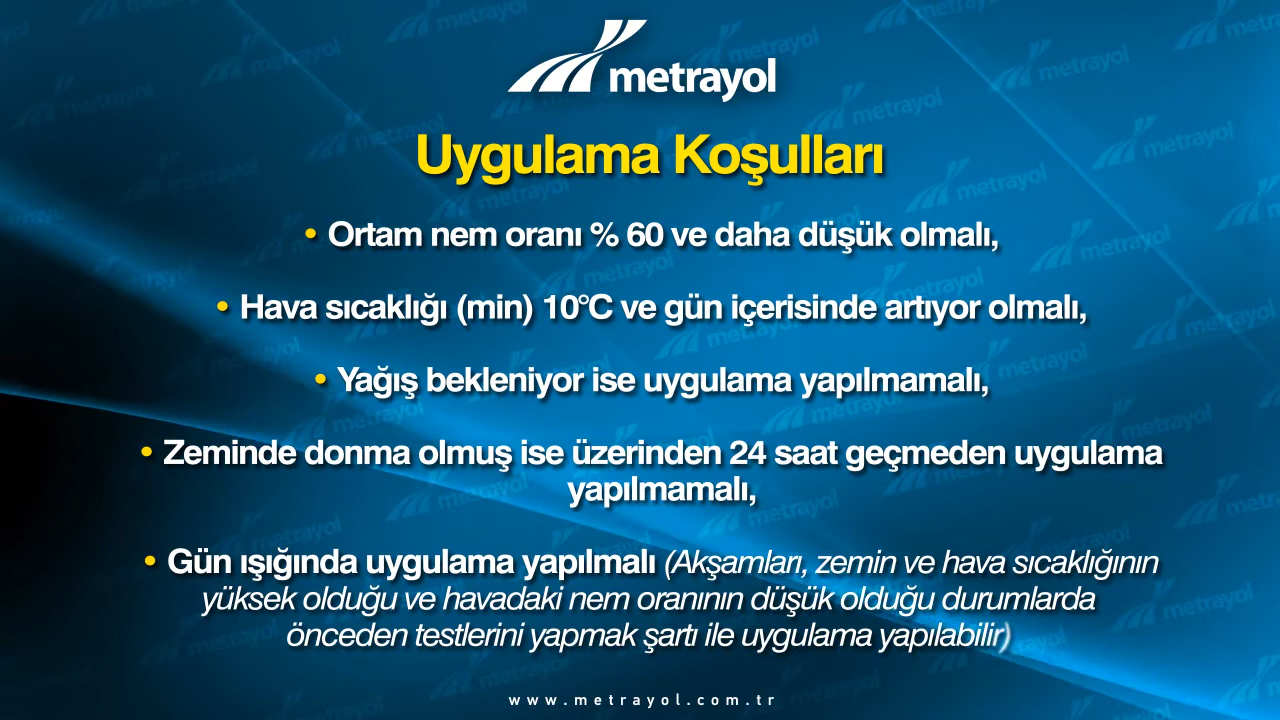 metrayol
Uygulama Koşulları
• Ortam nem oranı % 60 ve daha düşük olmalı,
• Hava sıcaklığı (min) 10°C ve gün içerisinde artıyor olmalı,
• Yağış bekleniyor ise uygulama yapılmamalı,
• Zeminde donma olmuş ise üzerinden 24 saat geçmeden uygulama
yapılmamalı,
• Gün ışığında uygulama yapılmalı (Akşamları, zemin ve hava sıcaklığının
yüksek olduğu ve havadaki nem oranının düşük olduğu durumlarda
önceden testlerini yapmak şartı ile uygulama yapılabilir)
www.metrayol.com.tr